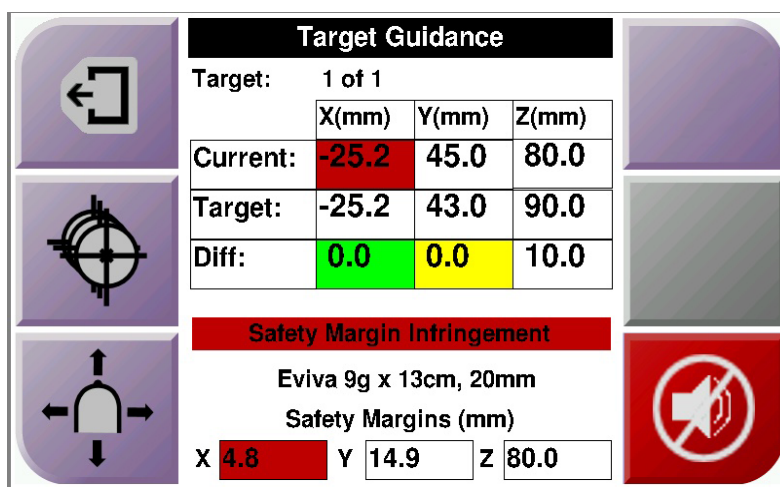 Target Guidance
Target: 1 of 1
X(mm) Y(mm) Z(mm)
Current: -25.2 45.0 80.0
Target: -25.2 43.0 90.0
Diff: 0.0 0.0 10.0
Safety Margin Infringement
Eviva 9g x 13cm, 20mm
Safety Margins (mm)
X 4.8 Y 14.9 Z 80.0